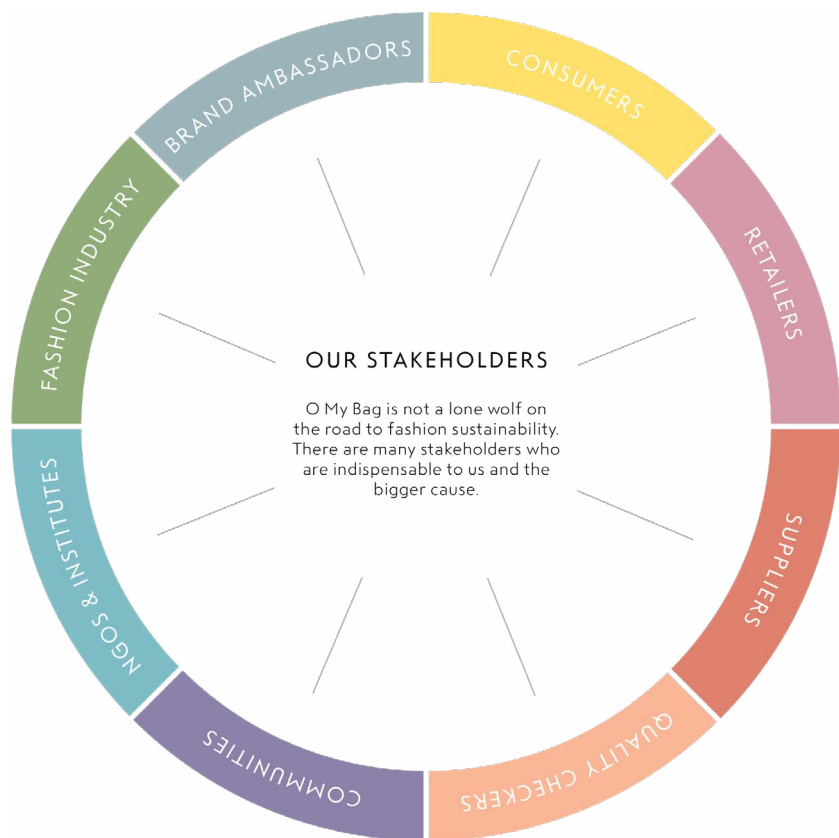 BRAND AMBASSADORS
CONSUMERS
RETAILERS
SUPPLIERS
QUALITY CHECKERS
COMMUNITIES
NGOS & INSTITUTES
FASHION INDUSTRY
OUR STAKEHOLDERS
O My Bag is not a lone wolf on
the road to fashion sustainability.
There are many stakeholders who
are indispensable to us and the
bigger cause.